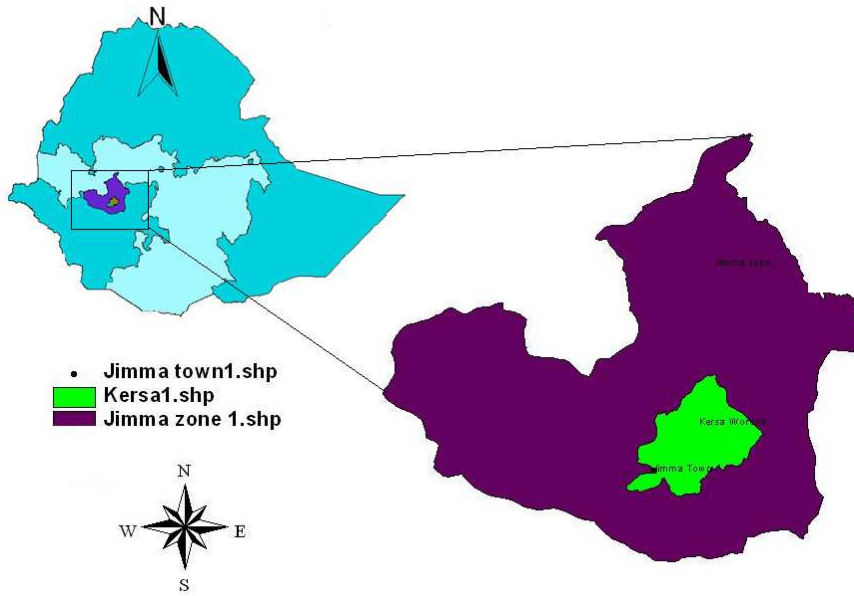 N
Jimma zone
Jimma town1.shp
Kersa1.shp
Jimma zone 1.shp
Kersa Woreda
Jimma Town
N
W
E
S